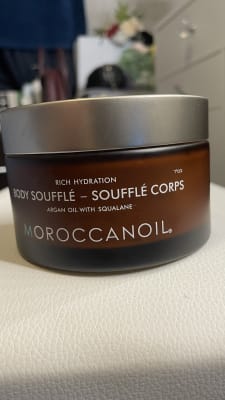 RICH HYDRATION
BODY SOUFFLÉ – SOUFFLÉ CORPS
ARGAN OIL WITH SQUALANE
MOROCCANOIL®